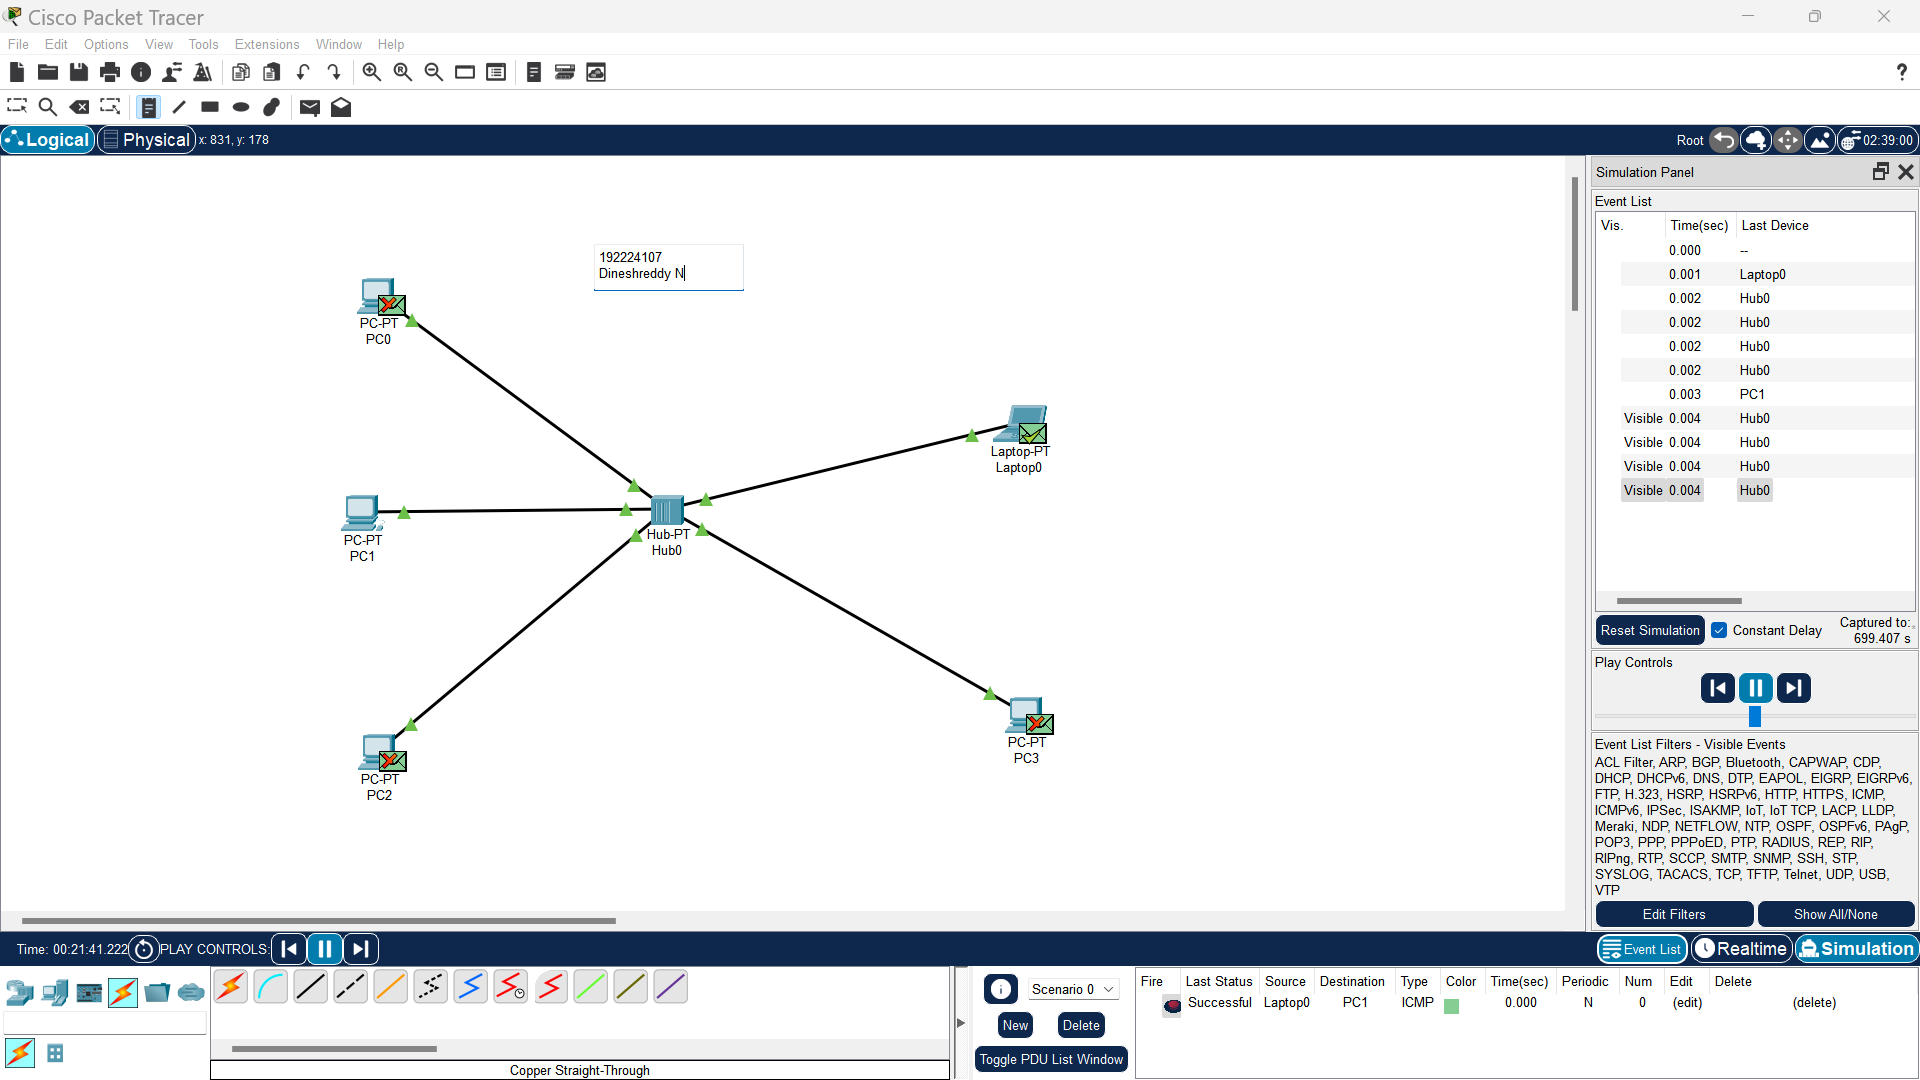 Cisco Packet Tracer
File Edit Options View Tools Extensions Window Help
?
Logical Physical x: 831, y: 178
Root 02:39:00
192224107
Dineshreddy N
PC-PT
PC0
PC-PT
PC1
PC-PT
PC2
Hub-PT
Hub0
Laptop-PT
Laptop0
PC-PT
PC3
Simulation Panel
Event List
Vis. Time(sec) Last Device
0.000 --
0.001 Laptop0
0.002 Hub0
0.002 Hub0
0.002 Hub0
0.002 Hub0
0.003 PC1
Visible 0.004 Hub0
Visible 0.004 Hub0
Visible 0.004 Hub0
Visible 0.004 Hub0
Reset Simulation Constant Delay Captured to:
699.407 s
Play Controls
Event List Filters - Visible Events
ACL Filter, ARP, BGP, Bluetooth, CAPWAP, CDP,
DHCP, DHCPv6, DNS, DTP, EAPOL, EIGRP, EIGRPv6,
FTP, H.323, HSRP, HSRPv6, HTTP, HTTPS, ICMP,
ICMPv6, IPSec, ISAKMP, IoT, IoT TCP, LACP, LLDP,
Meraki, NDP, NETFLOW, NTP, OSPF, OSPFv6, PAgP,
POP3, PPP, PPPoED, PTP, RADIUS, REP, RIP,
RIPng, RTP, SCCP, SMTP, SNMP, SSH, STP,
SYSLOG, TACACS, TCP, TFTP, Telnet, UDP, USB,
VTP
Edit Filters Show All/None
Time: 00:21:41.222 PLAY CONTROLS:
Event List Realtime Simulation
Copper Straight-Through
Scenario 0
New Delete
Toggle PDU List Window
Fire Last Status Source Destination Type Color Time(sec) Periodic Num Edit Delete
Successful Laptop0 PC1 ICMP 0.000 N 0 (edit) (delete)